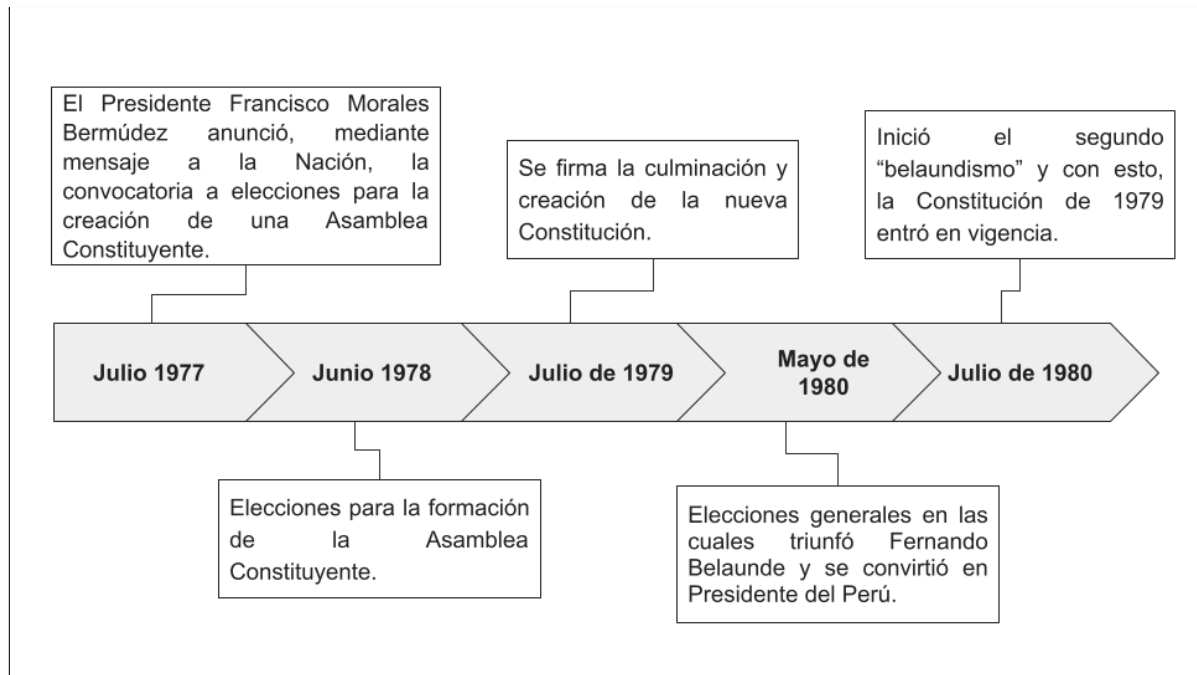 El Presidente Francisco Morales
Bermúdez anunció, mediante
mensaje a la Nación, la
convocatoria a elecciones para la
creación de una Asamblea
Constituyente.
Se firma la culminación y
creación de la nueva
Constitución.
Inició el segundo
“belaundismo” y con esto,
la Constitución de 1979
entró en vigencia.
Julio 1977
Junio 1978
Julio de 1979
Mayo de
1980
Julio de 1980
Elecciones para la formación
de la Asamblea
Constituyente.
Elecciones generales en las
cuales triunfó Fernando
Belaunde y se convirtió en
Presidente del Perú.